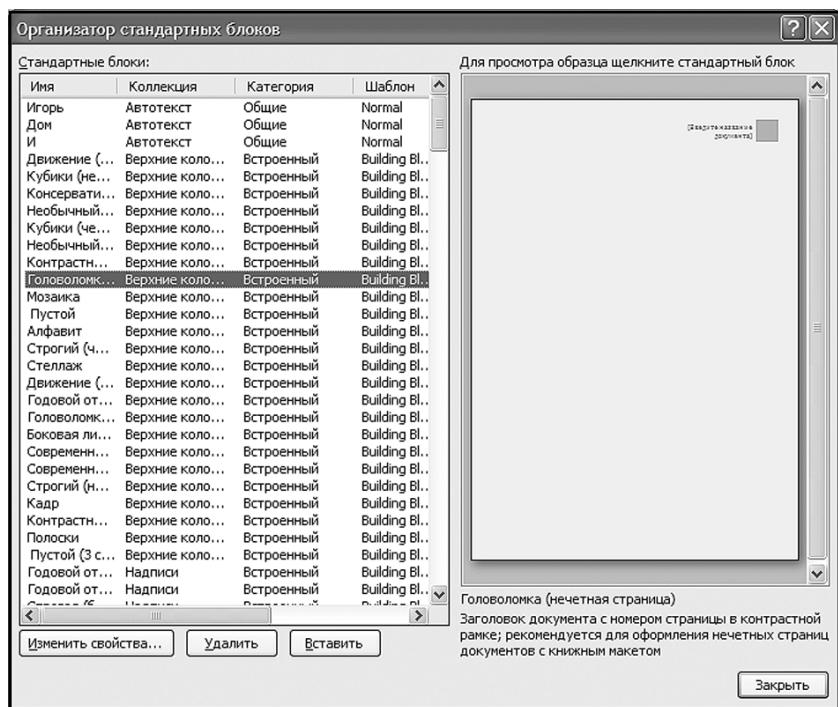 Организатор стандартных блоков
Стандартные блоки:
Для просмотра образца щелкните стандартный блок
Имя Коллекция Категория Шаблон
Игорь Автотекст Общие Normal
Дом Автотекст Общие Normal
И Автотекст Общие Normal
Движение (... Верхние коло... Встроенный Building Bl...
Кубики (не... Верхние коло... Встроенный Building Bl...
Консервати... Верхние коло... Встроенный Building Bl...
Необычный... Верхние коло... Встроенный Building Bl...
Кубики (че... Верхние коло... Встроенный Building Bl...
Необычный... Верхние коло... Встроенный Building Bl...
Контрастн... Верхние коло... Встроенный Building Bl...
Головоломк... Верхние коло... Встроенный Building Bl...
Мозаика Верхние коло... Встроенный Building Bl...
Пустой Верхние коло... Встроенный Building Bl...
Алфавит Верхние коло... Встроенный Building Bl...
Строгий (ч... Верхние коло... Встроенный Building Bl...
Стеллаж Верхние коло... Встроенный Building Bl...
Движение (... Верхние коло... Встроенный Building Bl...
Годовой от... Верхние коло... Встроенный Building Bl...
Головоломк... Верхние коло... Встроенный Building Bl...
Боковая ли... Верхние коло... Встроенный Building Bl...
Современн... Верхние коло... Встроенный Building Bl...
Современн... Верхние коло... Встроенный Building Bl...
Строгий (н... Верхние коло... Встроенный Building Bl...
Кадр Верхние коло... Встроенный Building Bl...
Контрастн... Верхние коло... Встроенный Building Bl...
Полоски Верхние коло... Встроенный Building Bl...
Пустой (3 с... Верхние коло... Встроенный Building Bl...
Годовой от... Надписи Встроенный Building Bl...
Годовой от... Надписи Встроенный Building Bl...
[Введите название
документа]
Головоломка (нечетная страница)
Заголовок документа с номером страницы в контрастной
рамке; рекомендуется для оформления нечетных страниц
документов с книжным макетом
Изменить свойства... Удалить Вставить
Закрыть